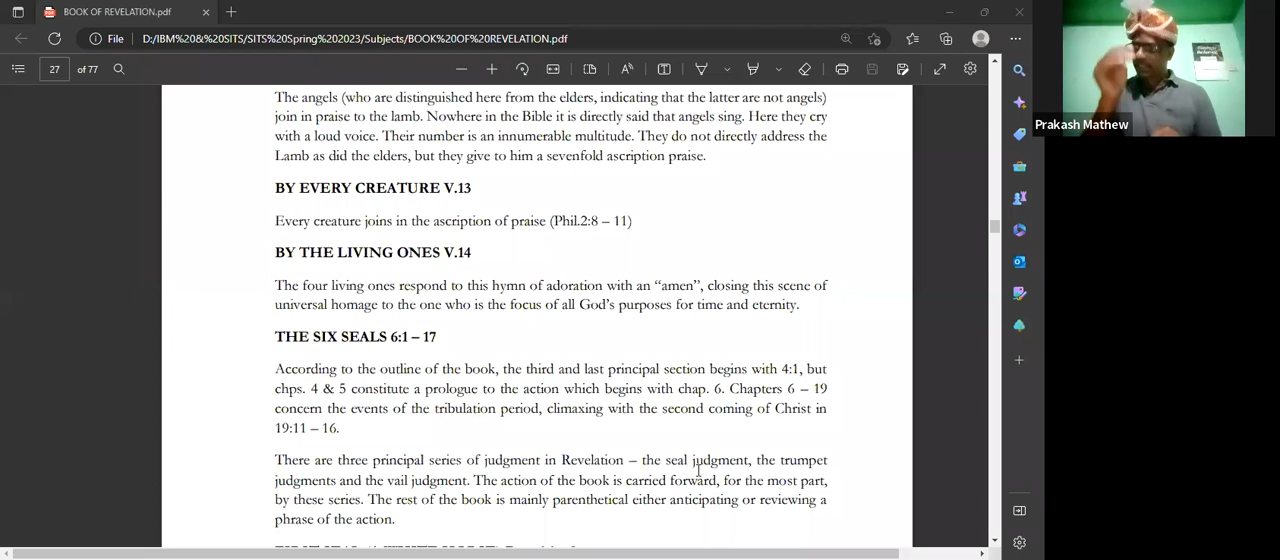 BOOK OF REVELATION.pdf
File
D:/IBM%20&%20SITS/SITS%20Spring%202023/Subjects/BOOK%20OF%20REVELATION.pdf
27 of 77
Prakash Mathew
The angels (who are distinguished here from the elders, indicating that the latter are not angels)
join in praise to the lamb. Nowhere in the Bible it is directly said that angels sing. Here they cry
with a loud voice. Their number is an innumerable multitude. They do not directly address the
Lamb as did the elders, but they give to him a sevenfold ascription praise.
BY EVERY CREATURE V.13
Every creature joins in the ascription of praise (Phil.2:8 – 11)
BY THE LIVING ONES V.14
The four living ones respond to this hymn of adoration with an “amen”, closing this scene of
universal homage to the one who is the focus of all God’s purposes for time and eternity.
THE SIX SEALS 6:1 – 17
According to the outline of the book, the third and last principal section begins with 4:1, but
chps. 4 & 5 constitute a prologue to the action which begins with chap. 6. Chapters 6 – 19
concern the events of the tribulation period, climaxing with the second coming of Christ in
19:11 – 16.
There are three principal series of judgment in Revelation – the seal judgment, the trumpet
judgments and the vail judgment. The action of the book is carried forward, for the most part,
by these series. The rest of the book is mainly parenthetical either anticipating or reviewing a
phrase of the action.